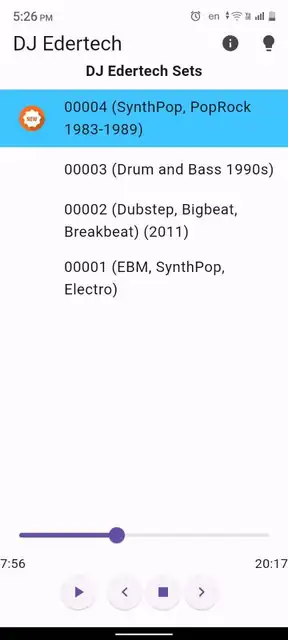 5:26 PM
en
DJ Edertech
DJ Edertech Sets
NEW
00004 (SynthPop, PopRock
1983-1989)
00003 (Drum and Bass 1990s)
00002 (Dubstep, Bigbeat,
Breakbeat) (2011)
00001 (EBM, SynthPop,
Electro)
7:56
20:17